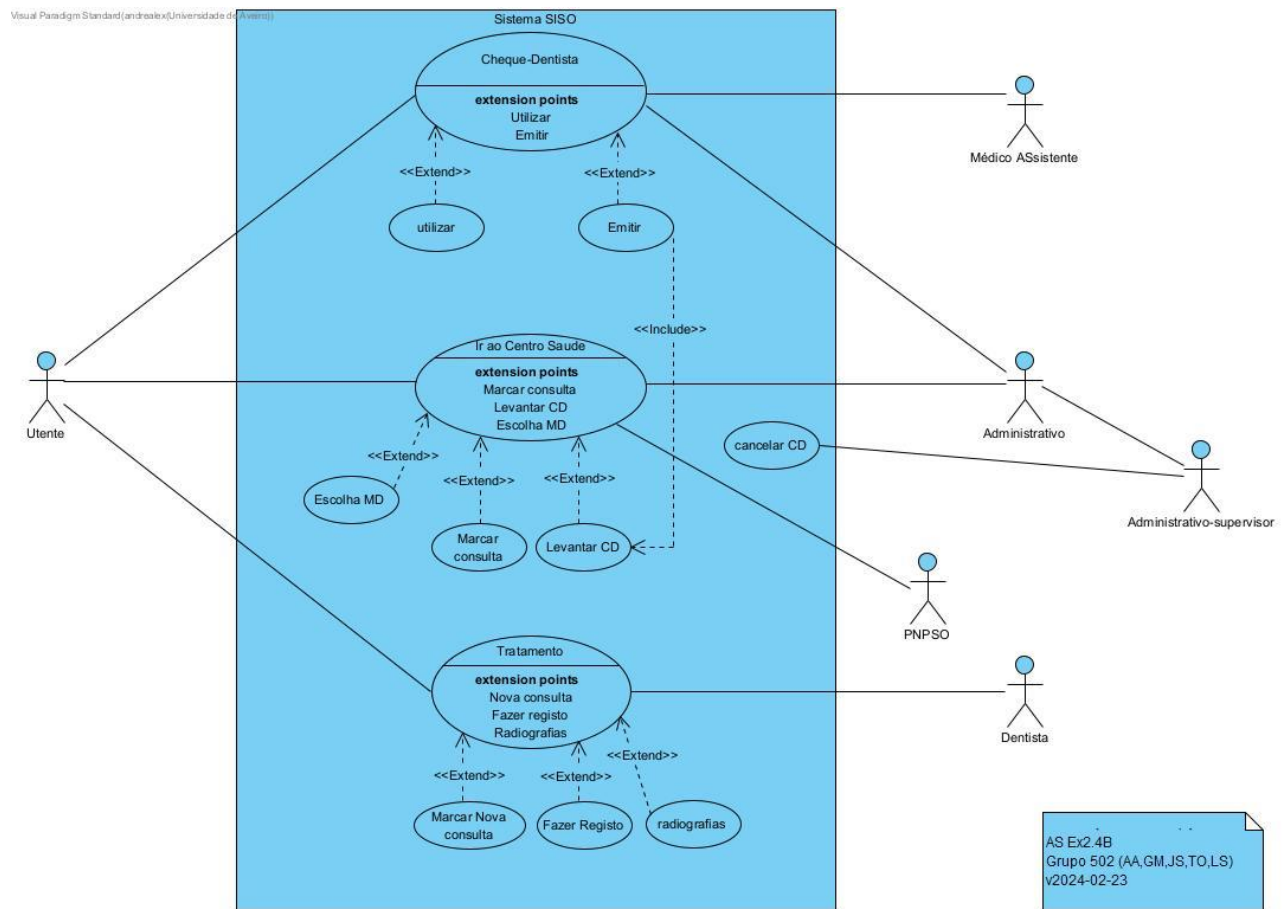 Visual Paradigm Standard(andrealex(Universidade de Aveiro))
Sistema SISO
Cheque-Dentista
extension points
Utilizar
Emitir
<<Extend>>
<<Extend>>
utilizar
Emitir
Médico ASsistente
<<Include>>
Ir ao Centro Saude
extension points
Marcar consulta
Levantar CD
Escolha MD
Utente
Administrativo
cancelar CD
<<Extend>>
<<Extend>>
<<Extend>>
Escolha MD
Marcar
consulta
Levantar CD
Administrativo-supervisor
PNPSO
Tratamento
extension points
Nova consulta
Fazer registo
Radiografias
Dentista
<<Extend>>
<<Extend>>
<<Extend>>
Marcar Nova
consulta
Fazer Registo
radiografias
AS Ex2.4B
Grupo 502 (AA,GM,JS,TO,LS)
v2024-02-23